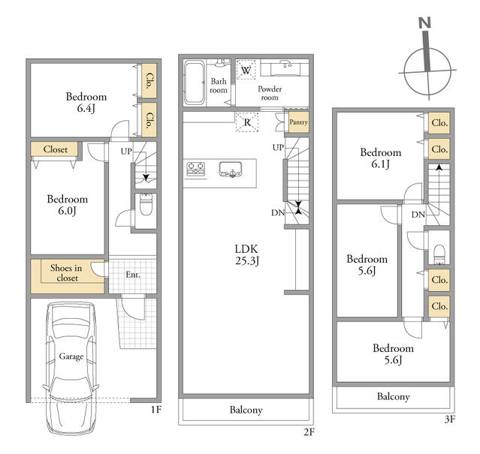 N
Bedroom
6.4J
Clo.
Clo.
Closet
UP
Bedroom
6.0J
Shoes in
closet
Ent.
Garage
1F
Bath
room
W
Powder
room
R
Pantry
UP
DN
LDK
25.3J
Balcony
2F
Bedroom
6.1J
Clo.
Clo.
DN
Bedroom
5.6J
Clo.
Clo.
Bedroom
5.6J
Balcony
3F